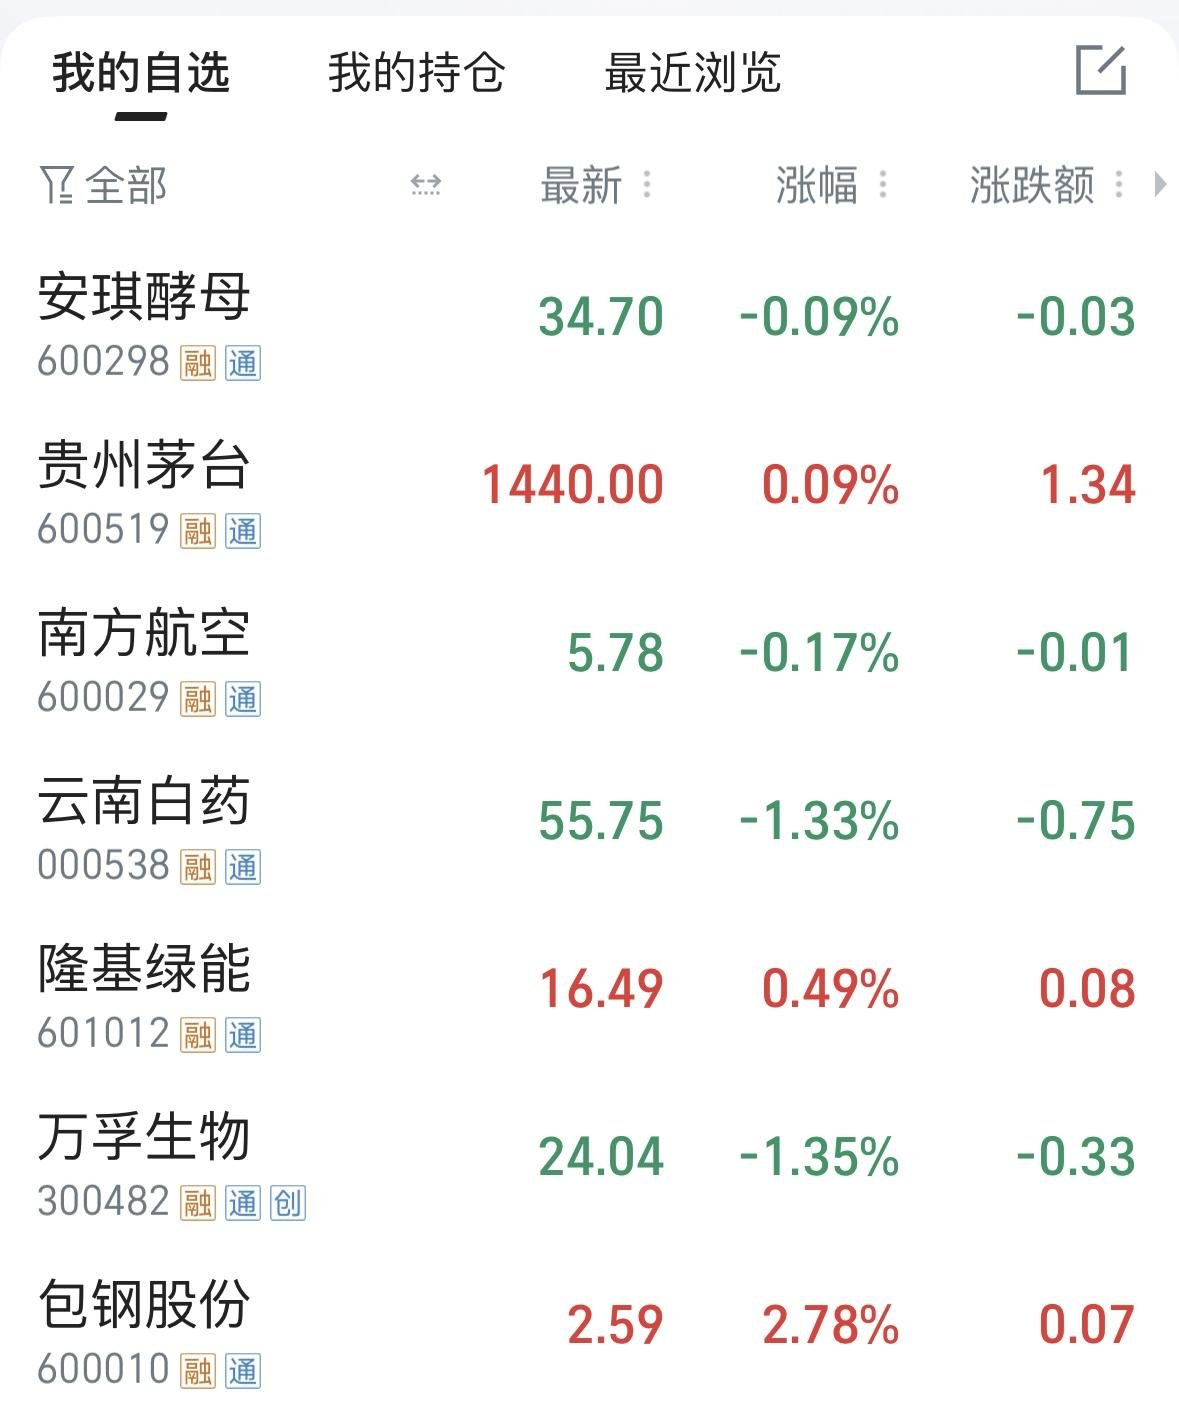 我的自选 我的持仓 最近浏览
全部 最新 涨幅 涨跌额
安琪酵母 34.70 -0.09% -0.03
600298 融 通
贵州茅台 1440.00 0.09% 1.34
600519 融 通
南方航空 5.78 -0.17% -0.01
600029 融 通
云南白药 55.75 -1.33% -0.75
000538 融 通
隆基绿能 16.49 0.49% 0.08
601012 融 通
万孚生物 24.04 -1.35% -0.33
300482 融 通 创
包钢股份 2.59 2.78% 0.07
600010 融 通